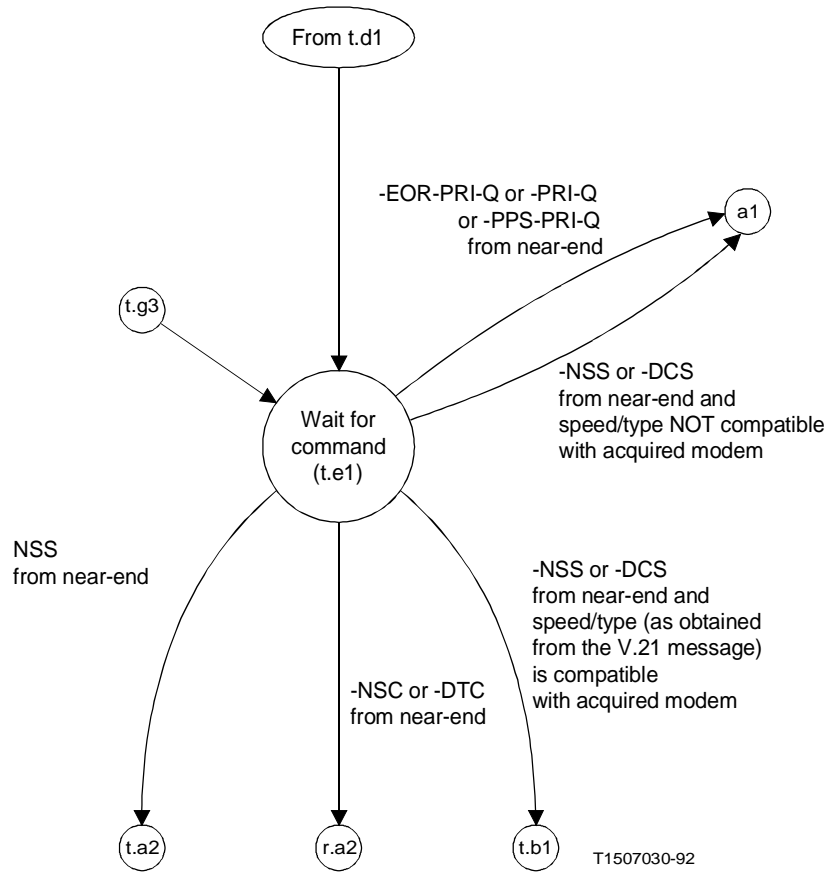 From t.d1
-EOR-PRI-Q or -PRI-Q
or -PPS-PRI-Q
from near-end
a1
t.g3
-NSS or -DCS
from near-end and
speed/type NOT compatible
with acquired modem
Wait for
command
(t.e1)
NSS
from near-end
-NSS or -DCS
from near-end and
speed/type (as obtained
from the V.21 message)
is compatible
with acquired modem
-NSC or -DTC
from near-end
t.a2
r.a2
t.b1
T1507030-92